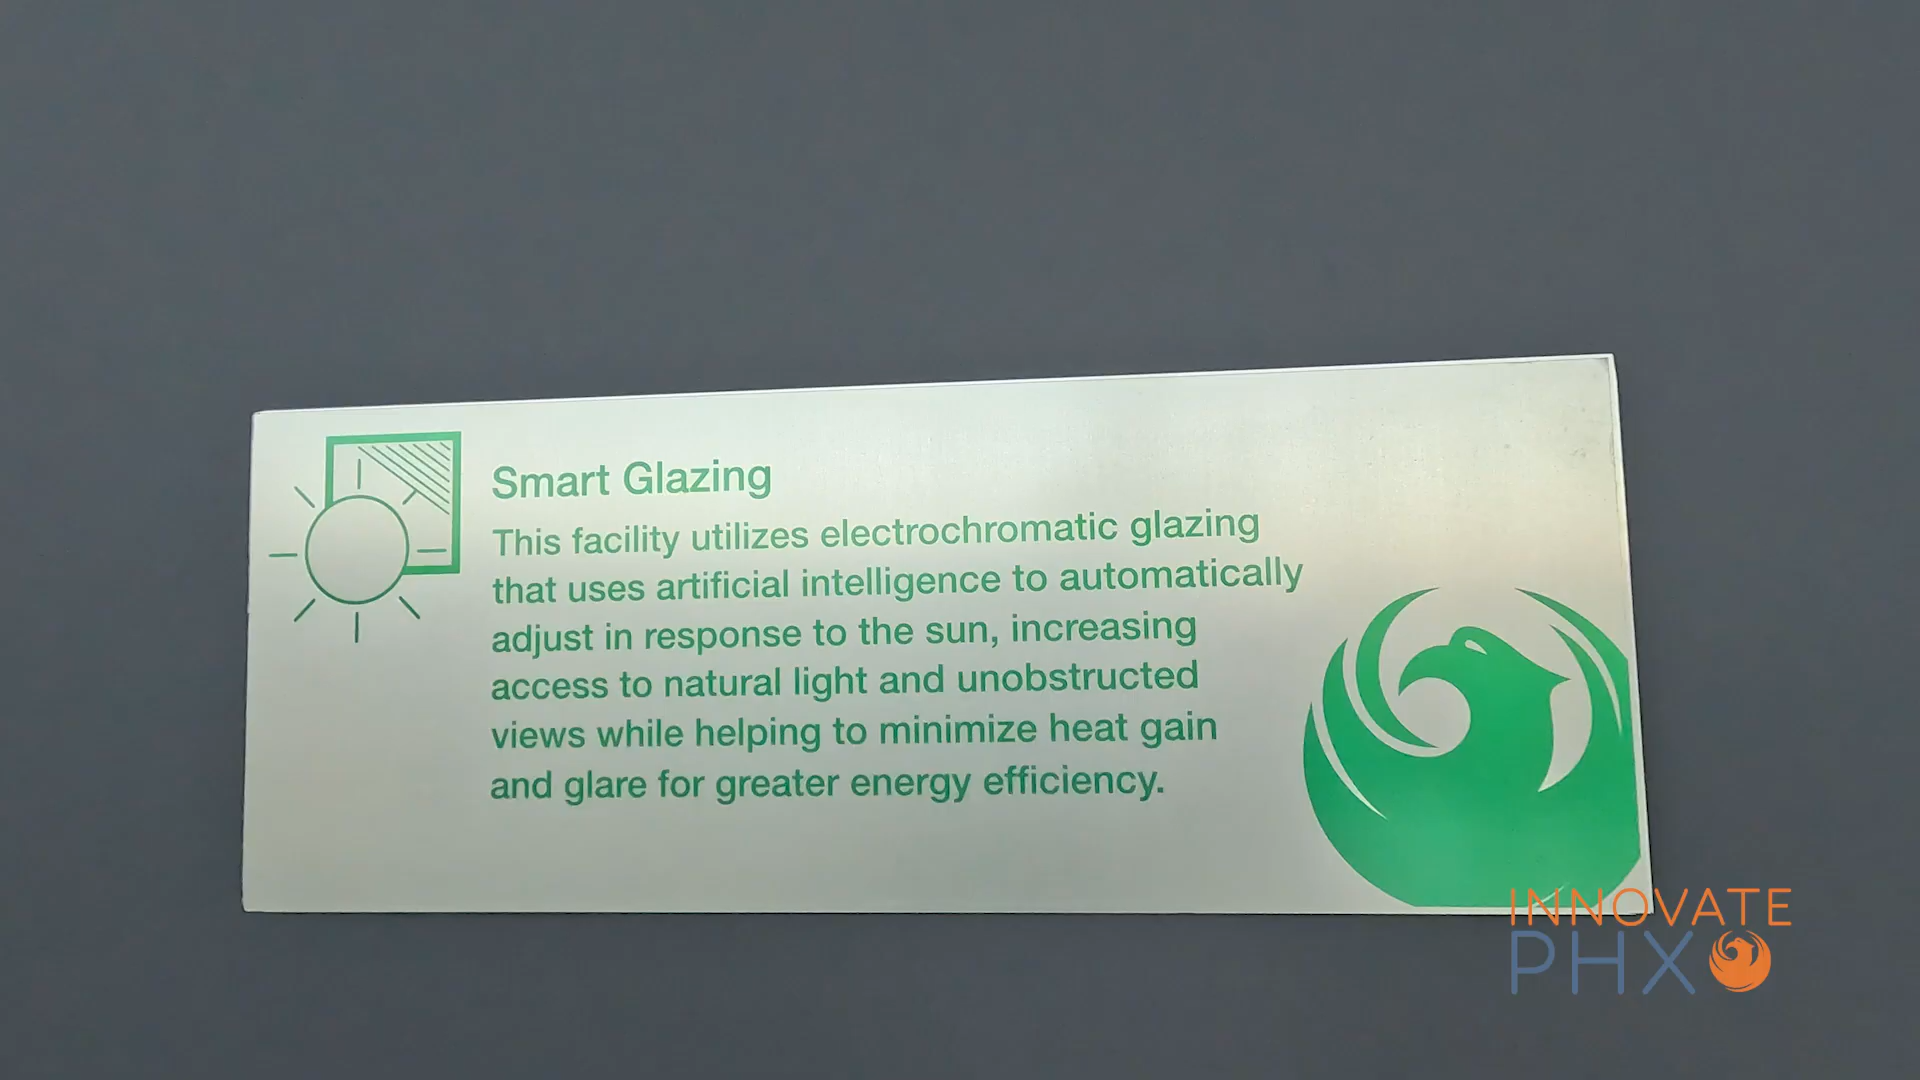 Smart Glazing
This facility utilizes electrochromatic glazing
that uses artificial intelligence to automatically
adjust in response to the sun, increasing
access to natural light and unobstructed
views while helping to minimize heat gain
and glare for greater energy efficiency.
INNOVATE
PHX